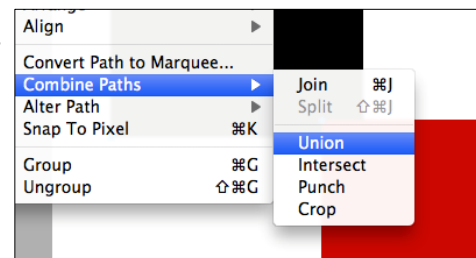 Align
Convert Path to Marquee...
Combine Paths
Alter Path
Snap To Pixel ⌘K
Group ⌘G
Ungroup ⇧⌘G
Join ⌘J
Split ⇧⌘J
Union
Intersect
Punch
Crop